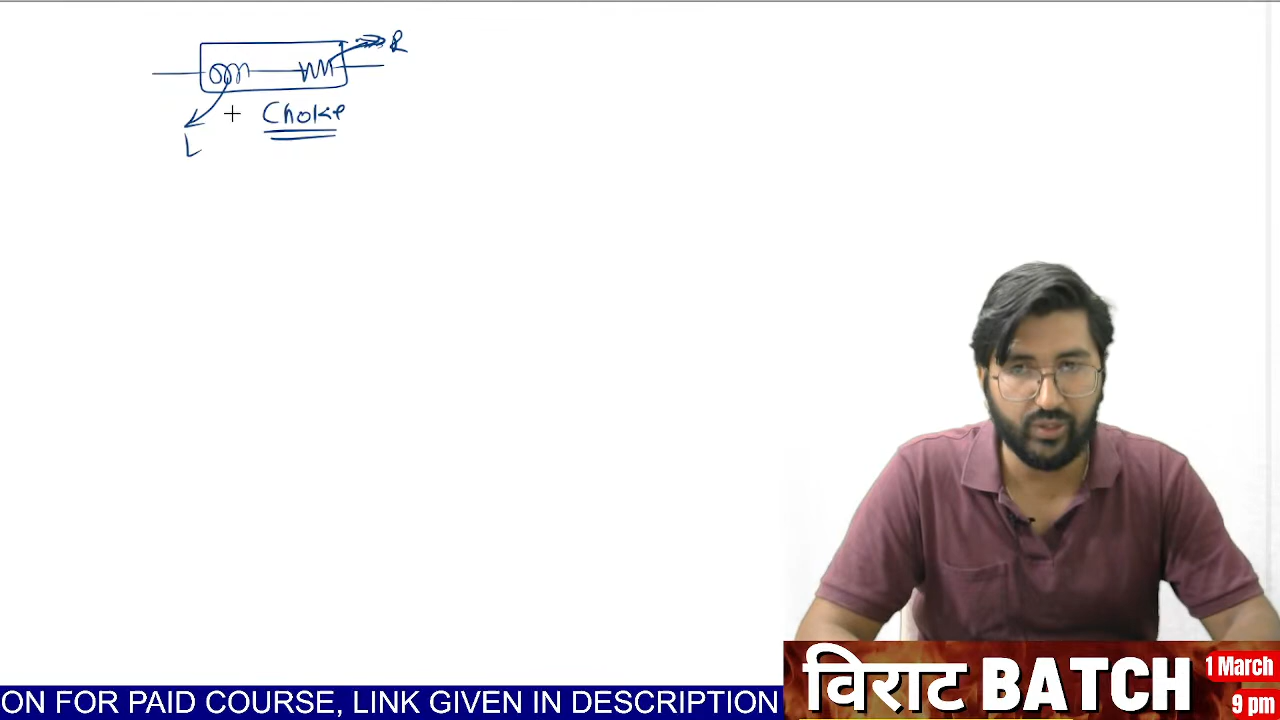 R
Choke
L
विराट BATCH
1 March
9 pm
ON FOR PAID COURSE, LINK GIVEN IN DESCRIPTION